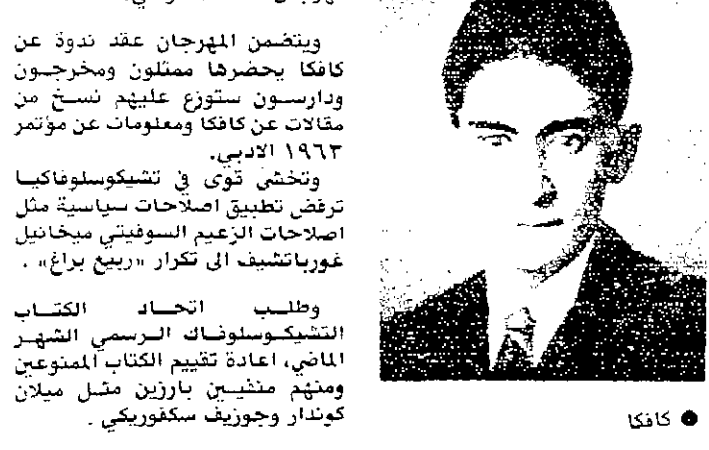 ويتضمن المهرجان عقد ندوة عن
كافكا يحضرها ممثلون ومخرجون
ودارسون ستوزع عليهم نسخ من
مقالات عن كافكا ومعلومات عن مؤتمر
١٩٦٣ الادبي.
وتخشى قوى في تشيكوسلوفاكيا
ترفض تطبيق اصلاحات سياسية مثل
اصلاحات الزعيم السوفيتي ميخائيل
غورباتشيف الى تكرار «ربيع براغ» .
وطلب اتحاد الكتاب
التشيكوسلوفاك الرسمي الشهر
الماضي، اعادة تقييم الكتاب الممنوعين
ومنهم منفيين بارزين مثل ميلان
كوندار وجوزيف سكفوريكي .
● كافكا